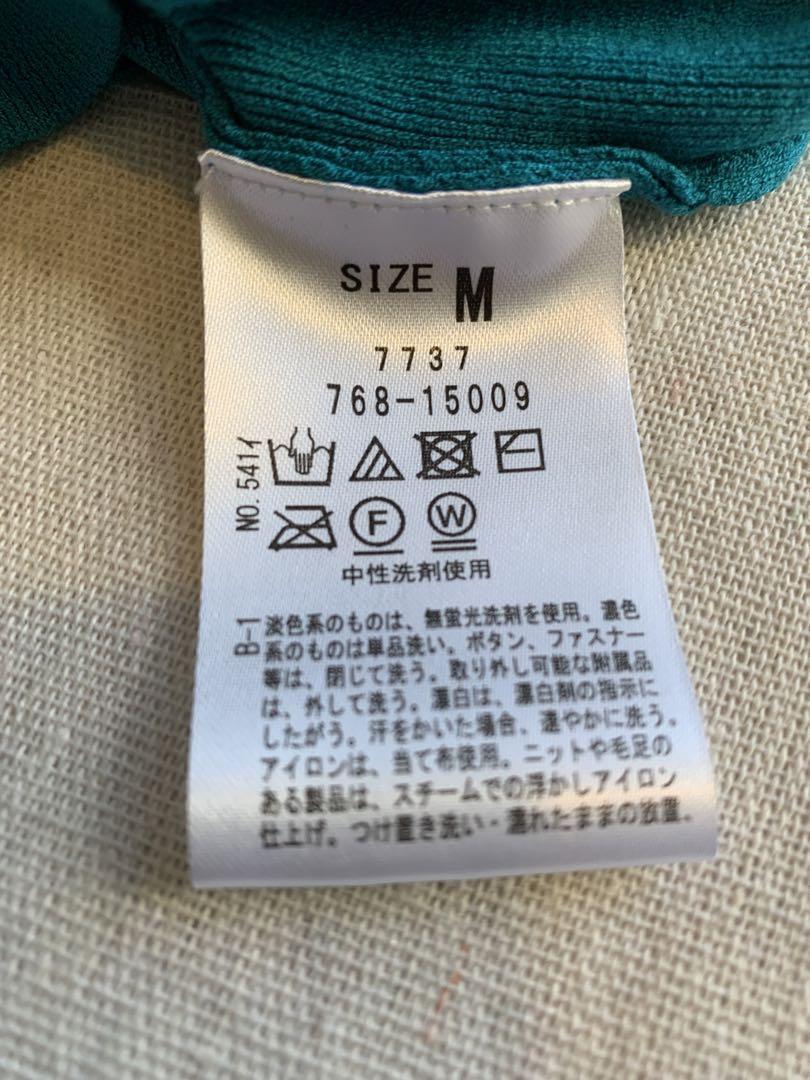 SIZE M
7737
768-15009
NO.541イ
F W
中性洗剤使用
B-1
淡色系のものは、無蛍光洗剤を使用。濃色
系のものは単品洗い。ボタン、ファスナー
等は、閉じて洗う。取り外し可能な附属品
は、外して洗う。漂白は、漂白剤の指示に
したがう。汗をかいた場合、速やかに洗う。
アイロンは、当て布使用。ニットや毛足の
ある製品は、スチームでの浮かしアイロン
仕上げ。つけ置き洗い・濡れたままの放置。